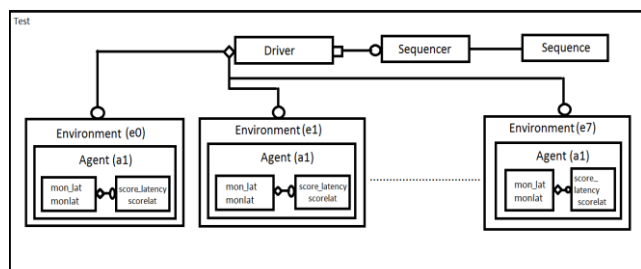 Test
Driver
Sequencer
Sequence
Environment (e0)
Agent (a1)
mon_lat
monlat
score_latency
scorelat
Environment (e1)
Agent (a1)
mon_lat
monlat
score_latency
scorelat
Environment (e7)
Agent (a1)
mon_lat
monlat
score_
latency
scorelat